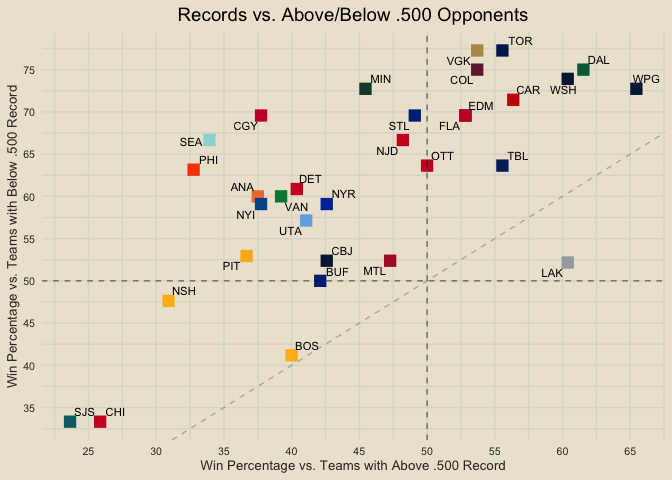 Records vs. Above/Below .500 Opponents
TOR
VGK
DAL
COL
WPG
MIN
WSH
CAR
EDM
CGY
STL
FLA
SEA
NJD
OTT
TBL
PHI
DET
ANA
NYR
NYI
VAN
UTA
PIT
CBJ
MTL
LAK
BUF
NSH
BOS
SJS
CHI
75
70
65
60
55
50
45
40
35
25
30
35
40
45
50
55
60
65
Win Percentage vs. Teams with Below .500 Record
Win Percentage vs. Teams with Above .500 Record